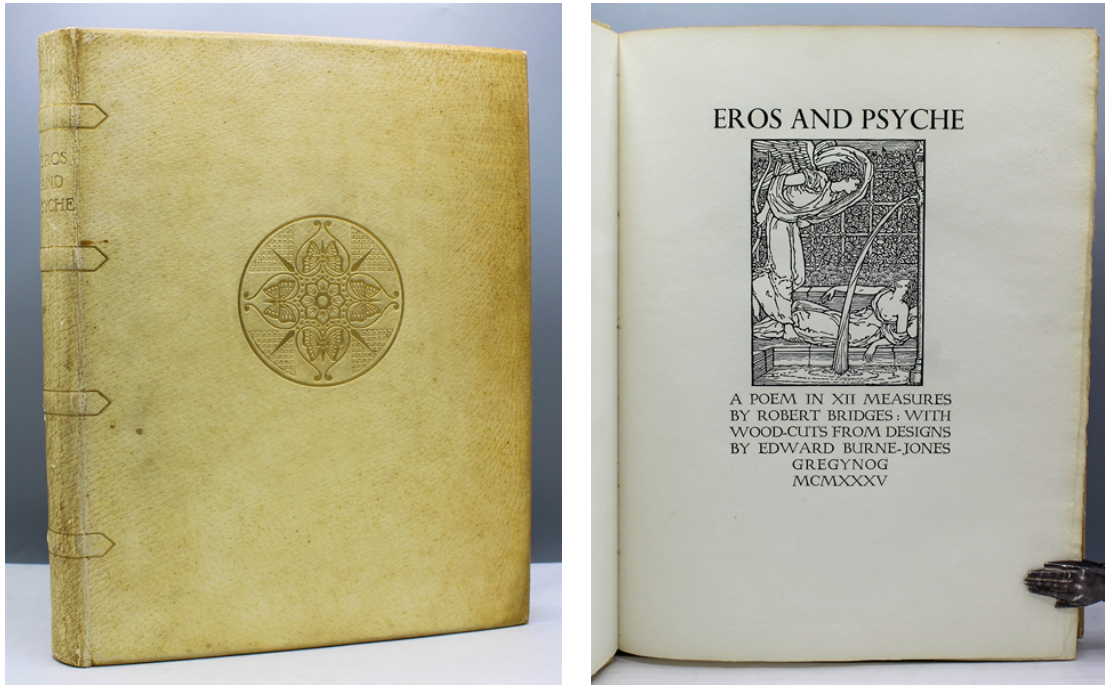 EROS
AND
PSYCHE
EROS AND PSYCHE
A POEM IN XII MEASURES
BY ROBERT BRIDGES : WITH
WOOD-CUTS FROM DESIGNS
BY EDWARD BURNE-JONES
GREGYNOG
MCMXXXV